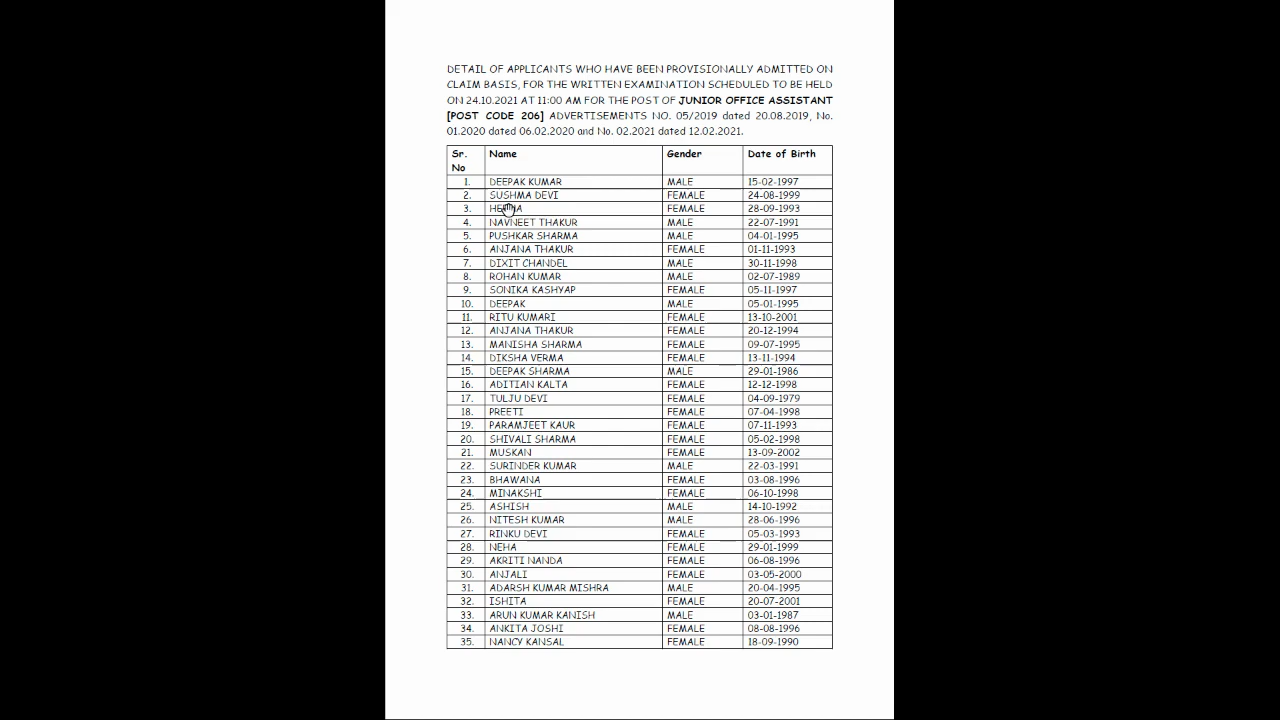 DETAIL OF APPLICANTS WHO HAVE BEEN PROVISIONALLY ADMITTED ON
CLAIM BASIS, FOR THE WRITTEN EXAMINATION SCHEDULED TO BE HELD
ON 24.10.2021 AT 11:00 AM FOR THE POST OF JUNIOR OFFICE ASSISTANT
[POST CODE 206] ADVERTISEMENTS NO. 05/2019 dated 20.08.2019, No.
01.2020 dated 06.02.2020 and No. 02.2021 dated 12.02.2021.
Sr. No Name Gender Date of Birth
1. DEEPAK KUMAR MALE 15-02-1997
2. SUSHMA DEVI FEMALE 24-08-1999
3. FEMALE 28-09-1993
4. NAVNEET THAKUR MALE 22-07-1991
5. PUSHKAR SHARMA MALE 04-01-1995
6. ANJANA THAKUR FEMALE 01-11-1993
7. DIXIT CHANDEL MALE 30-11-1998
8. ROHAN KUMAR MALE 02-07-1989
9. SONIKA KASHYAP FEMALE 05-11-1997
10. DEEPAK MALE 05-01-1995
11. RITU KUMARI FEMALE 13-10-2001
12. ANJANA THAKUR FEMALE 20-12-1994
13. MANISHA SHARMA FEMALE 09-07-1995
14. DIKSHA VERMA FEMALE 13-11-1994
15. DEEPAK SHARMA MALE 29-01-1986
16. ADITIAN KALTA FEMALE 12-12-1998
17. TULJU DEVI FEMALE 04-09-1979
18. PREETI FEMALE 07-04-1998
19. PARAMJEET KAUR FEMALE 07-11-1993
20. SHIVALI SHARMA FEMALE 05-02-1998
21. MUSKAN FEMALE 13-09-2002
22. SURINDER KUMAR MALE 22-03-1991
23. BHAWANA FEMALE 03-08-1996
24. MINAKSHI FEMALE 06-10-1998
25. ASHISH MALE 14-10-1992
26. NITESH KUMAR MALE 28-06-1996
27. RINKU DEVI FEMALE 05-03-1993
28. NEHA FEMALE 29-01-1999
29. AKRITI NANDA FEMALE 06-08-1996
30. ANJALI FEMALE 03-05-2000
31. ADARSH KUMAR MISHRA MALE 20-04-1995
32. ISHITA FEMALE 20-07-2001
33. ARUN KUMAR KANISH MALE 03-01-1987
34. ANKITA JOSHI FEMALE 08-08-1996
35. NANCY KANSAL FEMALE 18-09-1990